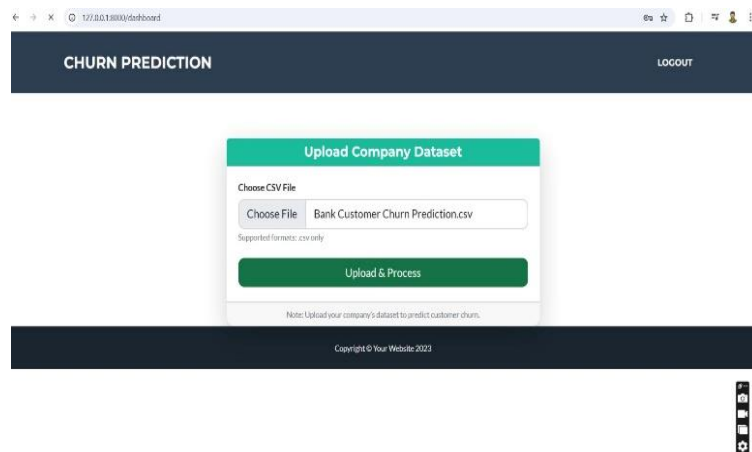 127.0.0.1:8000/dashboard
CHURN PREDICTION
LOGOUT
Upload Company Dataset
Choose CSV File
Choose File Bank Customer Churn Prediction.csv
Supported formats: .csv only
Upload & Process
Note: Upload your company's dataset to predict customer churn.
Copyright © Your Website 2023